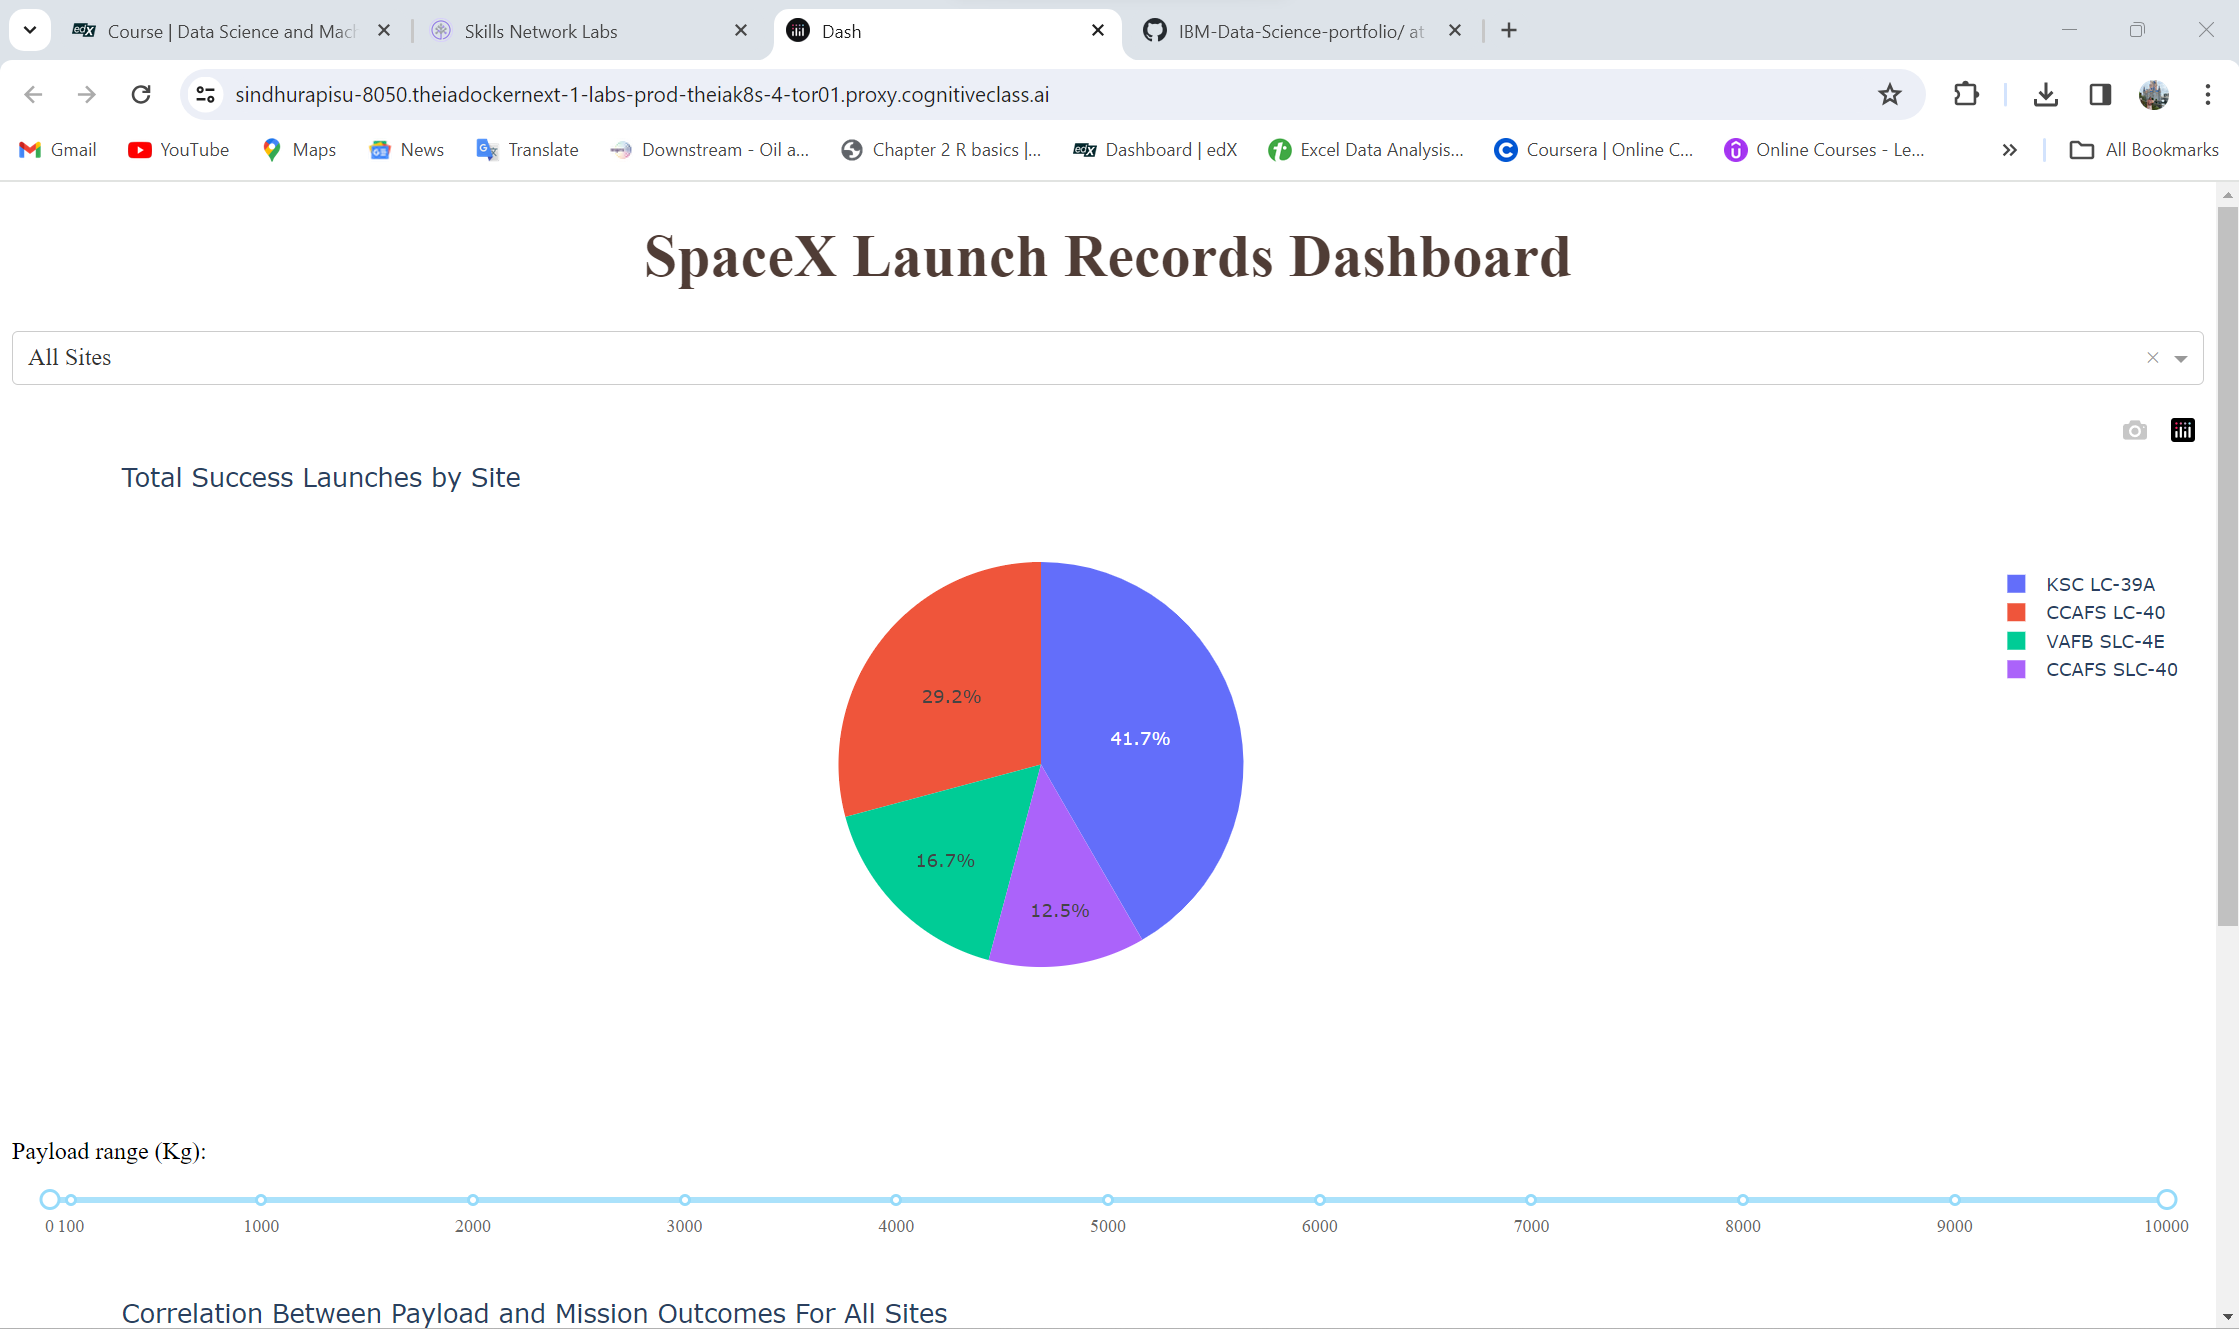 edX Course | Data Science and Mach
Skills Network Labs
Dash
IBM-Data-Science-portfolio/ at
sindhurapisu-8050.theiadockernext-1-labs-prod-theiak8s-4-tor01.proxy.cognitiveclass.ai
Gmail
YouTube
Maps
News
Translate
Downstream - Oil a...
Chapter 2 R basics |...
edX Dashboard | edX
Excel Data Analysis...
Coursera | Online C...
Online Courses - Le...
All Bookmarks
SpaceX Launch Records Dashboard
All Sites
Total Success Launches by Site
KSC LC-39A
CCAFS LC-40
VAFB SLC-4E
CCAFS SLC-40
29.2%
41.7%
16.7%
12.5%
Payload range (Kg):
0 100 1000 2000 3000 4000 5000 6000 7000 8000 9000 10000
Correlation Between Payload and Mission Outcomes For All Sites